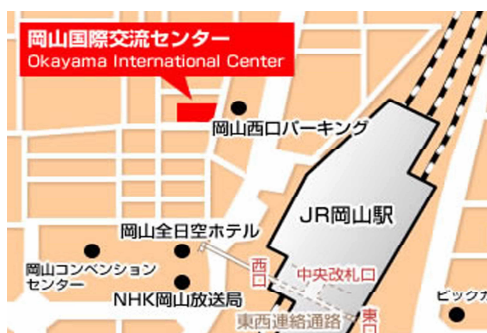 岡山国際交流センター
Okayama International Center
岡山西口パーキング
JR岡山駅
岡山全日空ホテル
西口
中央改札口
岡山コンベンション
センター
NHK岡山放送局
東西連絡通路
東口
ビックカ